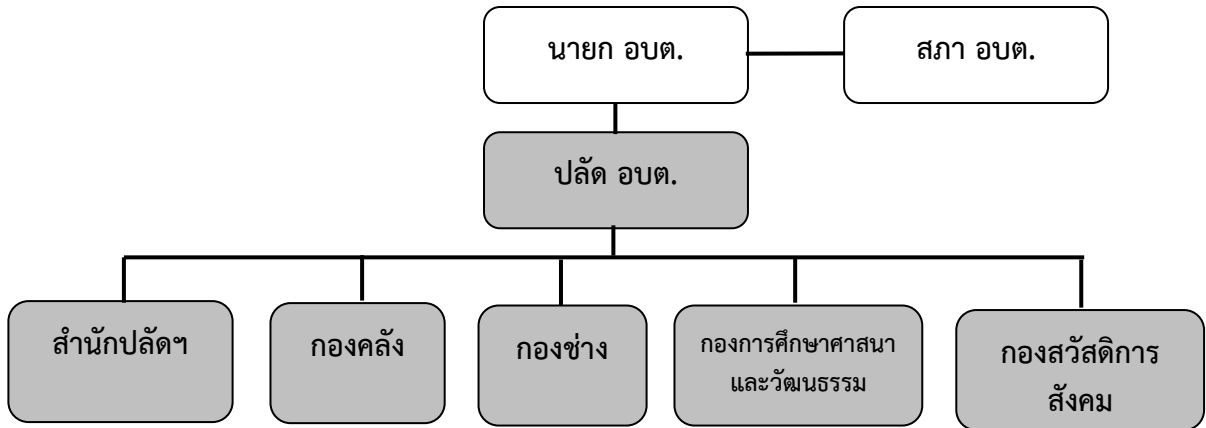 นายก อบต.
สภา อบต.
ปลัด อบต.
สำนักปลัดฯ
กองคลัง
กองช่าง
กองการศึกษาศาสนา
และวัฒนธรรม
กองสวัสดิการ
สังคม